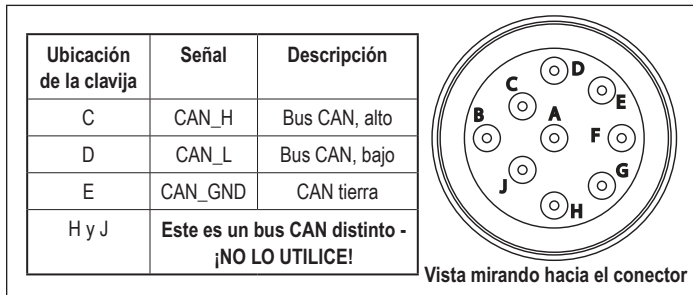 Ubicación de la clavija Señal Descripción
C CAN_H Bus CAN, alto
D CAN_L Bus CAN, bajo
E CAN_GND CAN tierra
H y J Este es un bus CAN distinto -
¡NO LO UTILICE!
D
C
E
B
A
F
G
J
H
Vista mirando hacia el conector